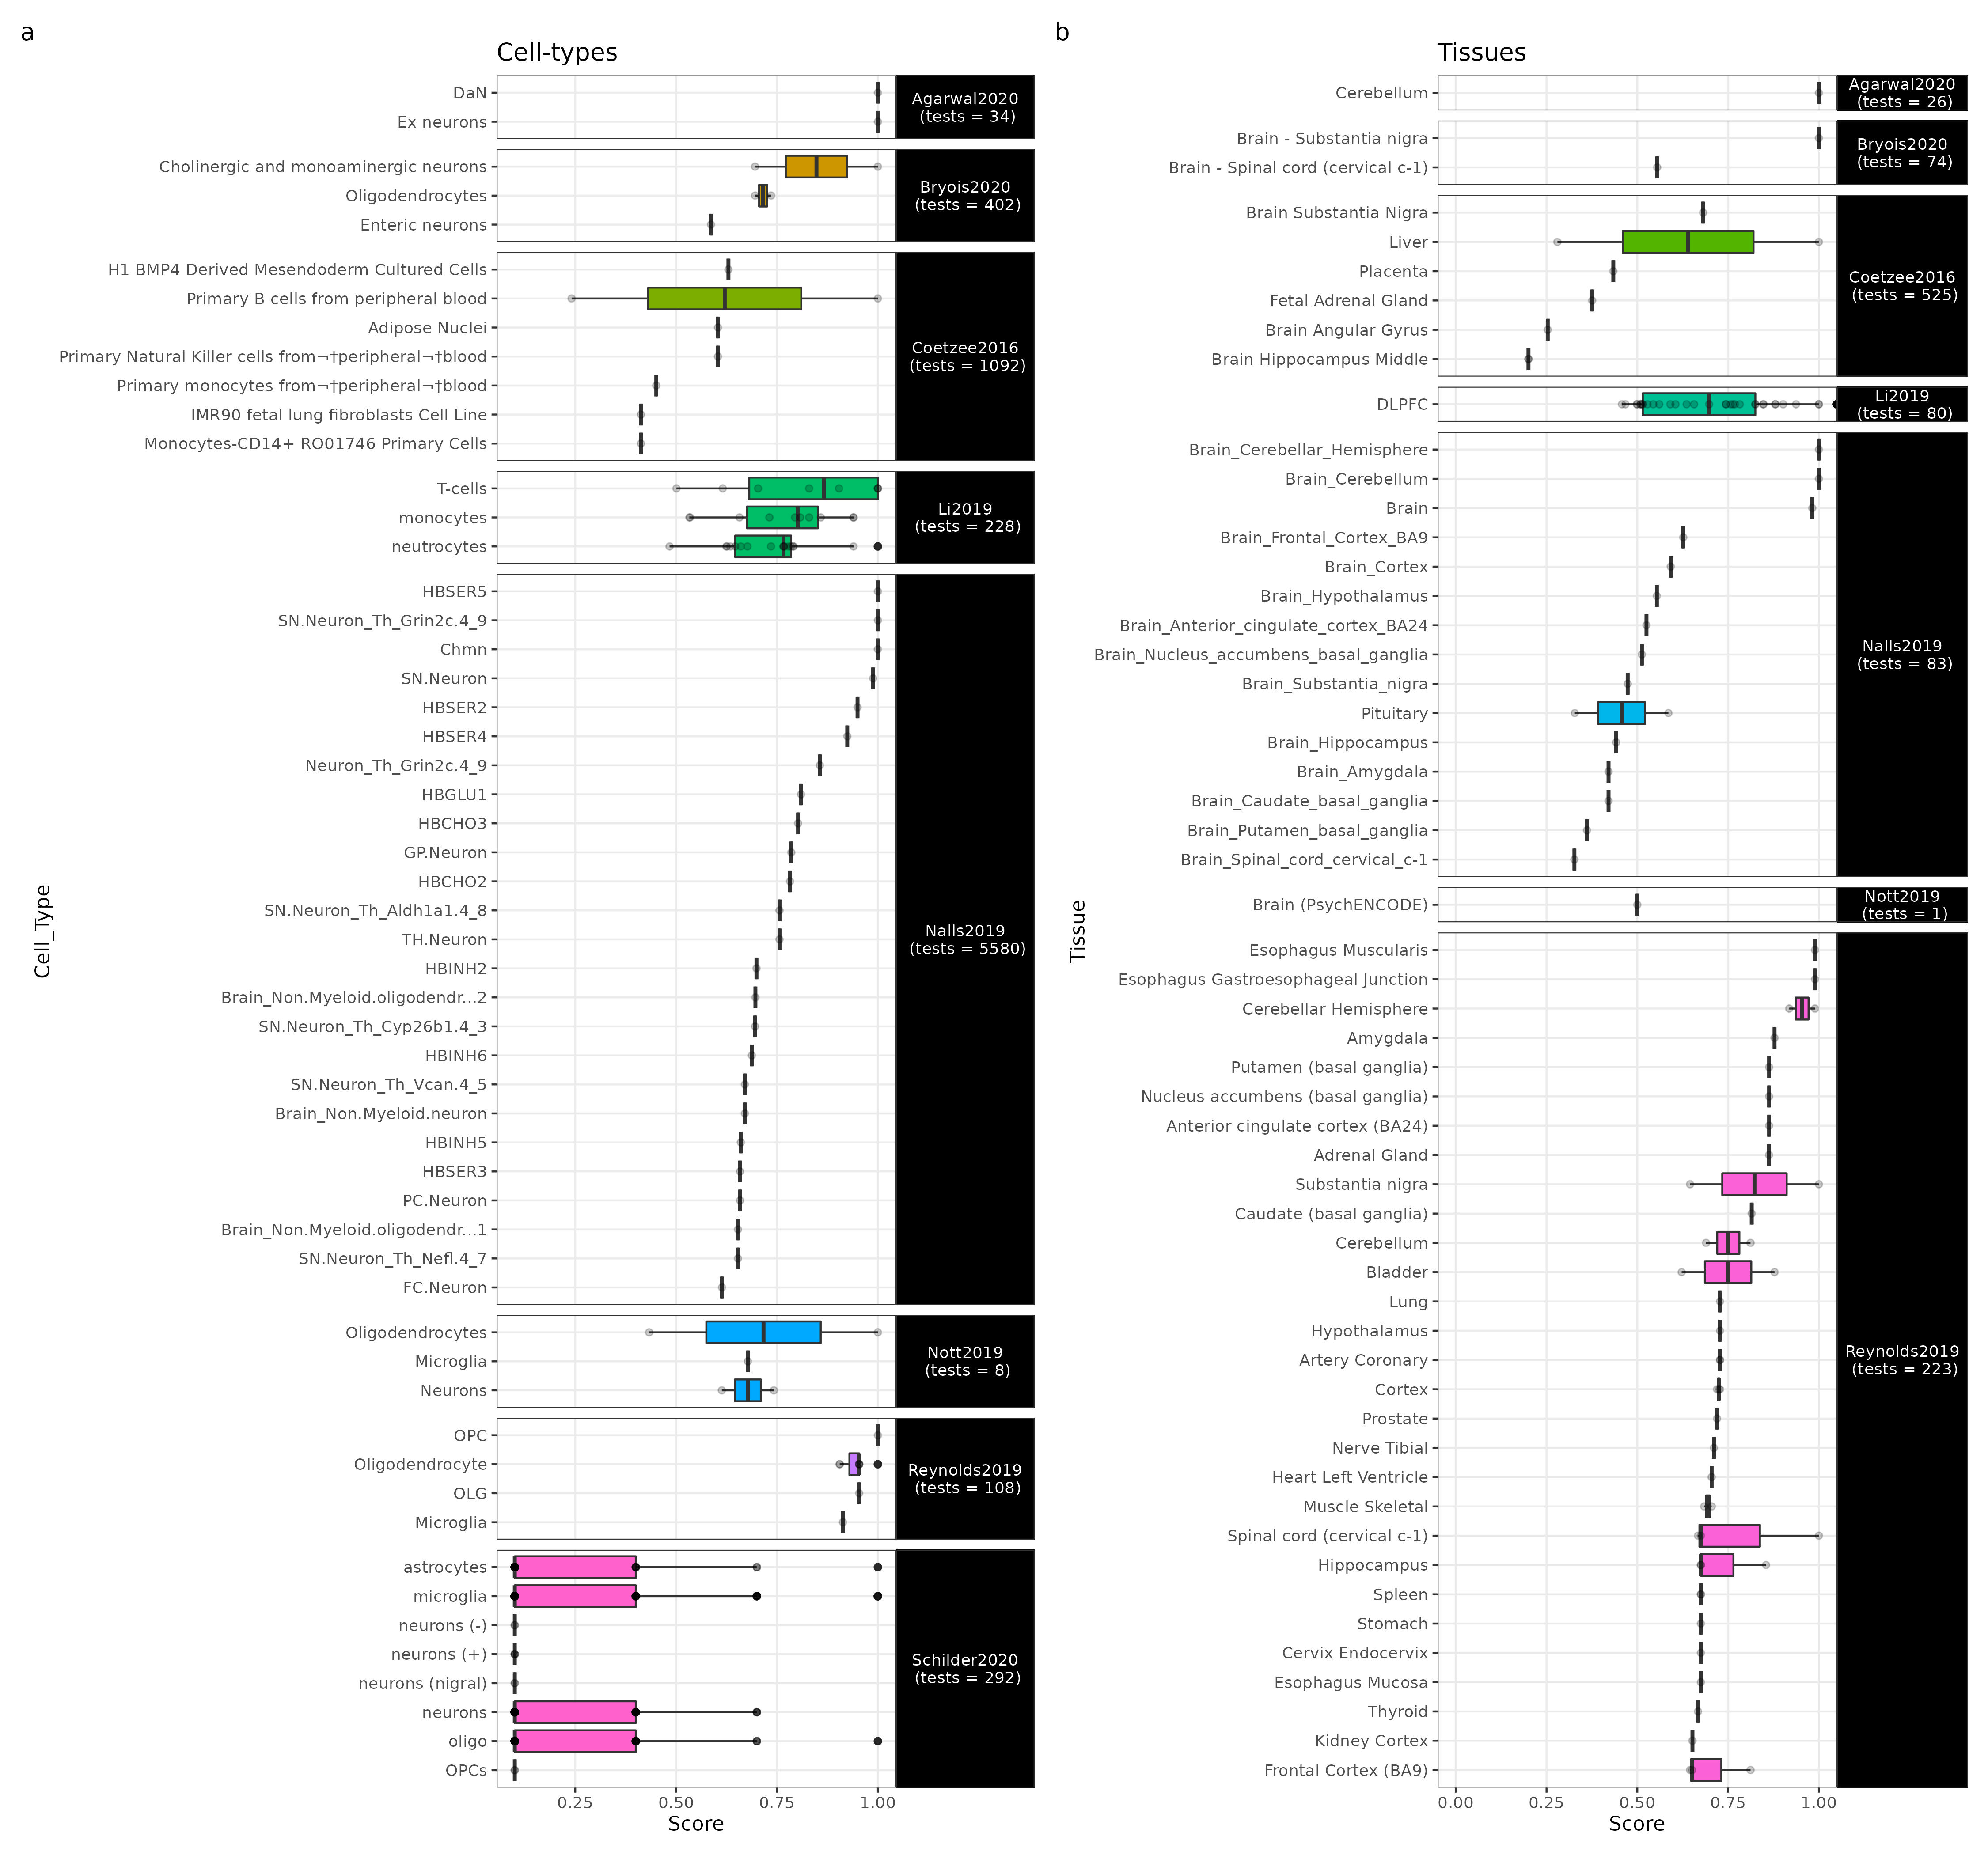 a
Cell-types
Cell_Type
DaN
Ex neurons
Agarwal2020
(tests = 34)
Cholinergic and monoaminergic neurons
Oligodendrocytes
Enteric neurons
Bryois2020
(tests = 402)
H1 BMP4 Derived Mesendoderm Cultured Cells
Primary B cells from peripheral blood
Adipose Nuclei
Primary Natural Killer cells from¬†peripheral¬†blood
Primary monocytes from¬†peripheral¬†blood
IMR90 fetal lung fibroblasts Cell Line
Monocytes-CD14+ RO01746 Primary Cells
Coetzee2016
(tests = 1092)
T-cells
monocytes
neutrocytes
Li2019
(tests = 228)
HBSER5
SN.Neuron_Th_Grin2c.4_9
Chmn
SN.Neuron
HBSER2
HBSER4
Neuron_Th_Grin2c.4_9
HBGLU1
HBCHO3
GP.Neuron
HBCHO2
SN.Neuron_Th_Aldh1a1.4_8
TH.Neuron
HBINH2
Brain_Non.Myeloid.oligodendr...2
SN.Neuron_Th_Cyp26b1.4_3
HBINH6
SN.Neuron_Th_Vcan.4_5
Brain_Non.Myeloid.neuron
HBINH5
HBSER3
PC.Neuron
Brain_Non.Myeloid.oligodendr...1
SN.Neuron_Th_Nefl.4_7
FC.Neuron
Nalls2019
(tests = 5580)
Oligodendrocytes
Microglia
Neurons
Nott2019
(tests = 8)
OPC
Oligodendrocyte
OLG
Microglia
Reynolds2019
(tests = 108)
astrocytes
microglia
neurons (-)
neurons (+)
neurons (nigral)
neurons
oligo
OPCs
Schilder2020
(tests = 292)
0.25 0.50 0.75 1.00
Score
b
Tissues
Tissue
Cerebellum
Agarwal2020
(tests = 26)
Brain - Substantia nigra
Brain - Spinal cord (cervical c-1)
Bryois2020
(tests = 74)
Brain Substantia Nigra
Liver
Placenta
Fetal Adrenal Gland
Brain Angular Gyrus
Brain Hippocampus Middle
Coetzee2016
(tests = 525)
DLPFC
Li2019
(tests = 80)
Brain_Cerebellar_Hemisphere
Brain_Cerebellum
Brain
Brain_Frontal_Cortex_BA9
Brain_Cortex
Brain_Hypothalamus
Brain_Anterior_cingulate_cortex_BA24
Brain_Nucleus_accumbens_basal_ganglia
Brain_Substantia_nigra
Pituitary
Brain_Hippocampus
Brain_Amygdala
Brain_Caudate_basal_ganglia
Brain_Putamen_basal_ganglia
Brain_Spinal_cord_cervical_c-1
Nalls2019
(tests = 83)
Brain (PsychENCODE)
Nott2019
(tests = 1)
Esophagus Muscularis
Esophagus Gastroesophageal Junction
Cerebellar Hemisphere
Amygdala
Putamen (basal ganglia)
Nucleus accumbens (basal ganglia)
Anterior cingulate cortex (BA24)
Adrenal Gland
Substantia nigra
Caudate (basal ganglia)
Cerebellum
Bladder
Lung
Hypothalamus
Artery Coronary
Cortex
Prostate
Nerve Tibial
Heart Left Ventricle
Muscle Skeletal
Spinal cord (cervical c-1)
Hippocampus
Spleen
Stomach
Cervix Endocervix
Esophagus Mucosa
Thyroid
Kidney Cortex
Frontal Cortex (BA9)
Reynolds2019
(tests = 223)
0.00 0.25 0.50 0.75 1.00
Score